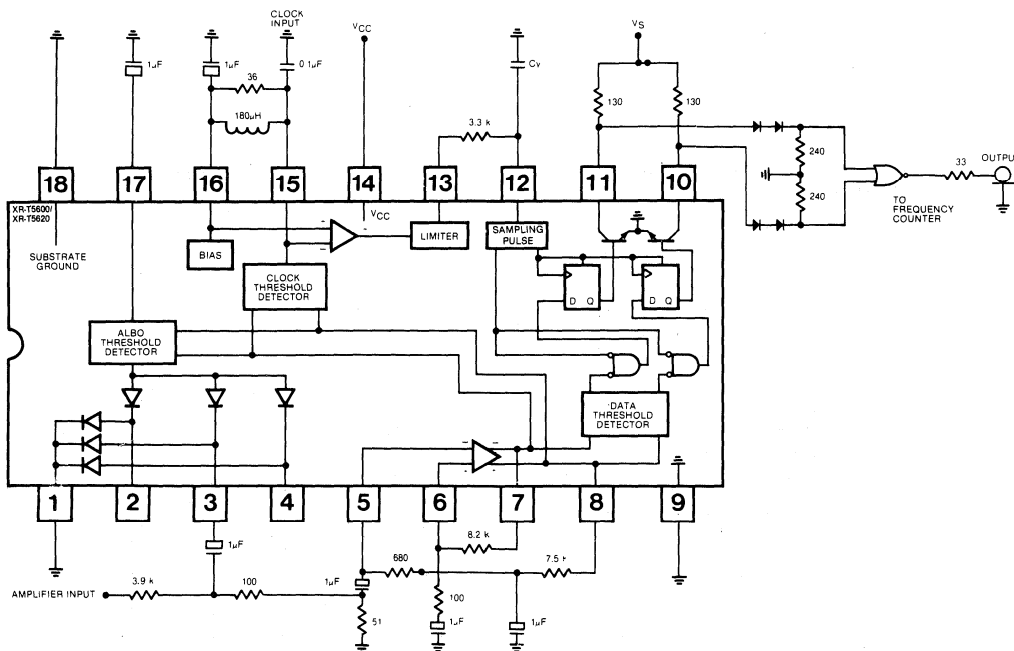 CLOCK
INPUT
VCC
VS
1µF
1µF
36
0 1µF
180µH
CV
3.3 k
130
130
240
240
33
OUTPUT
TO
FREQUENCY
COUNTER
18
17
16
15
14
13
12
11
10
XR-T5600/
XR-T5620
SUBSTRATE
GROUND
BIAS
VCC
LIMITER
SAMPLING
PULSE
CLOCK
THRESHOLD
DETECTOR
D Q
D Q
ALBO
THRESHOLD
DETECTOR
DATA
THRESHOLD
DETECTOR
1
2
3
4
5
6
7
8
9
1µF
8.2 k
AMPLIFIER INPUT
3.9 k
100
1µF
680
7.5
51
100
1µF
1µF